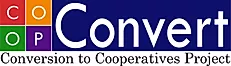 CO
OP
Convert
Conversion to Cooperatives Project